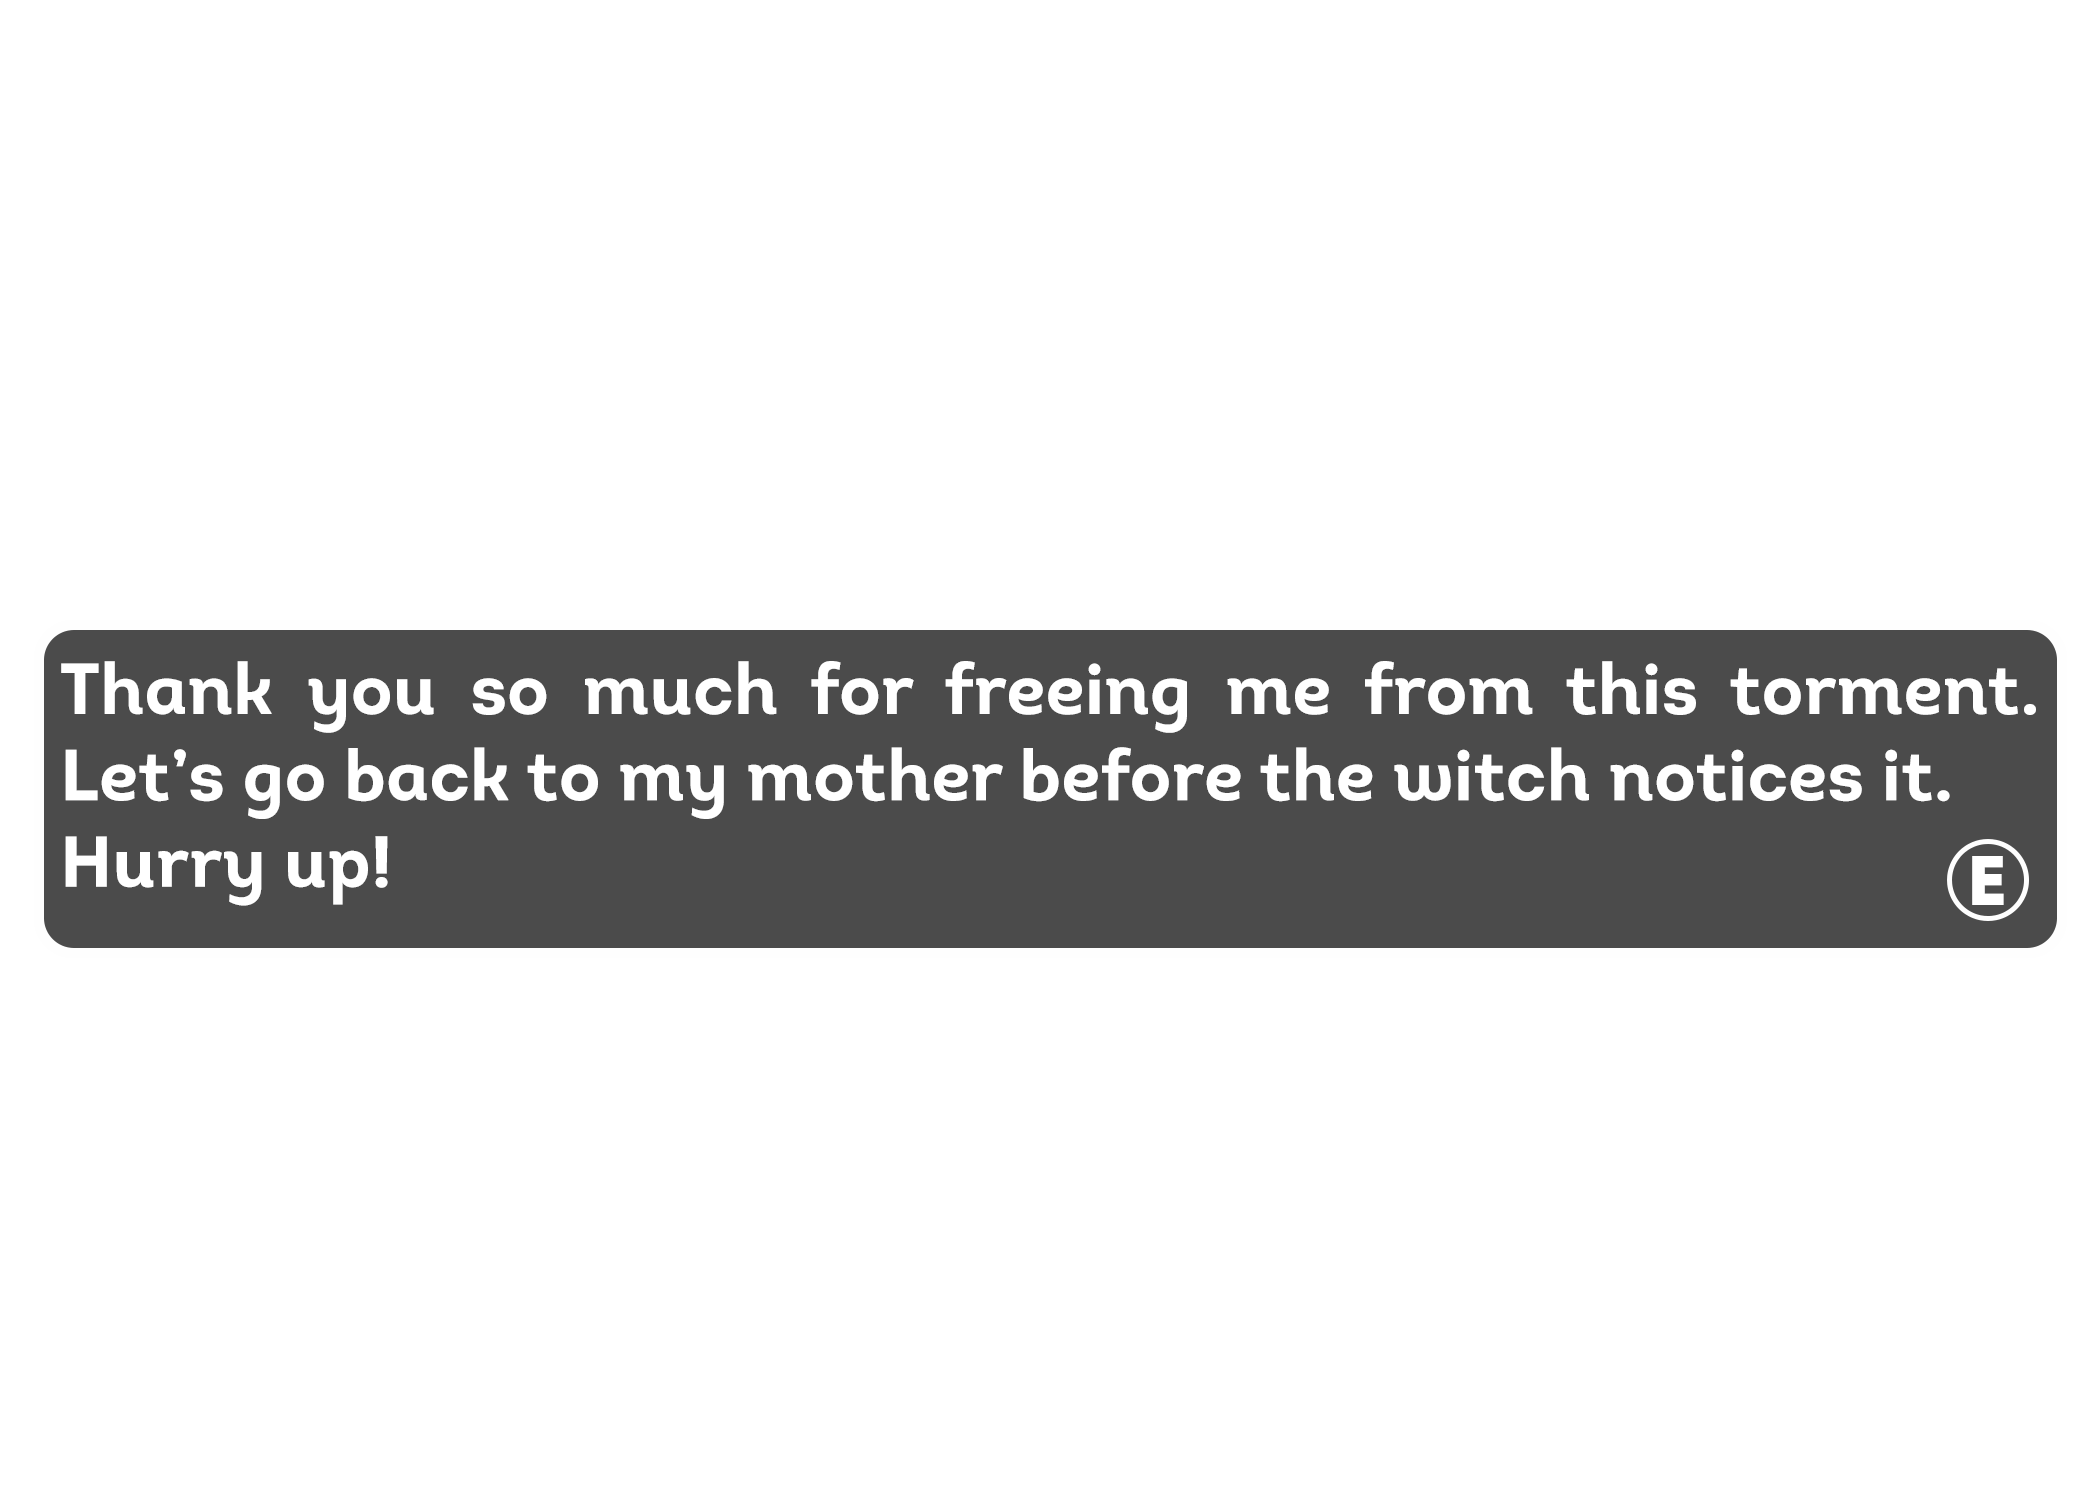 Thank you so much for freeing me from this torment.
Let's go back to my mother before the witch notices it.
Hurry up!
E